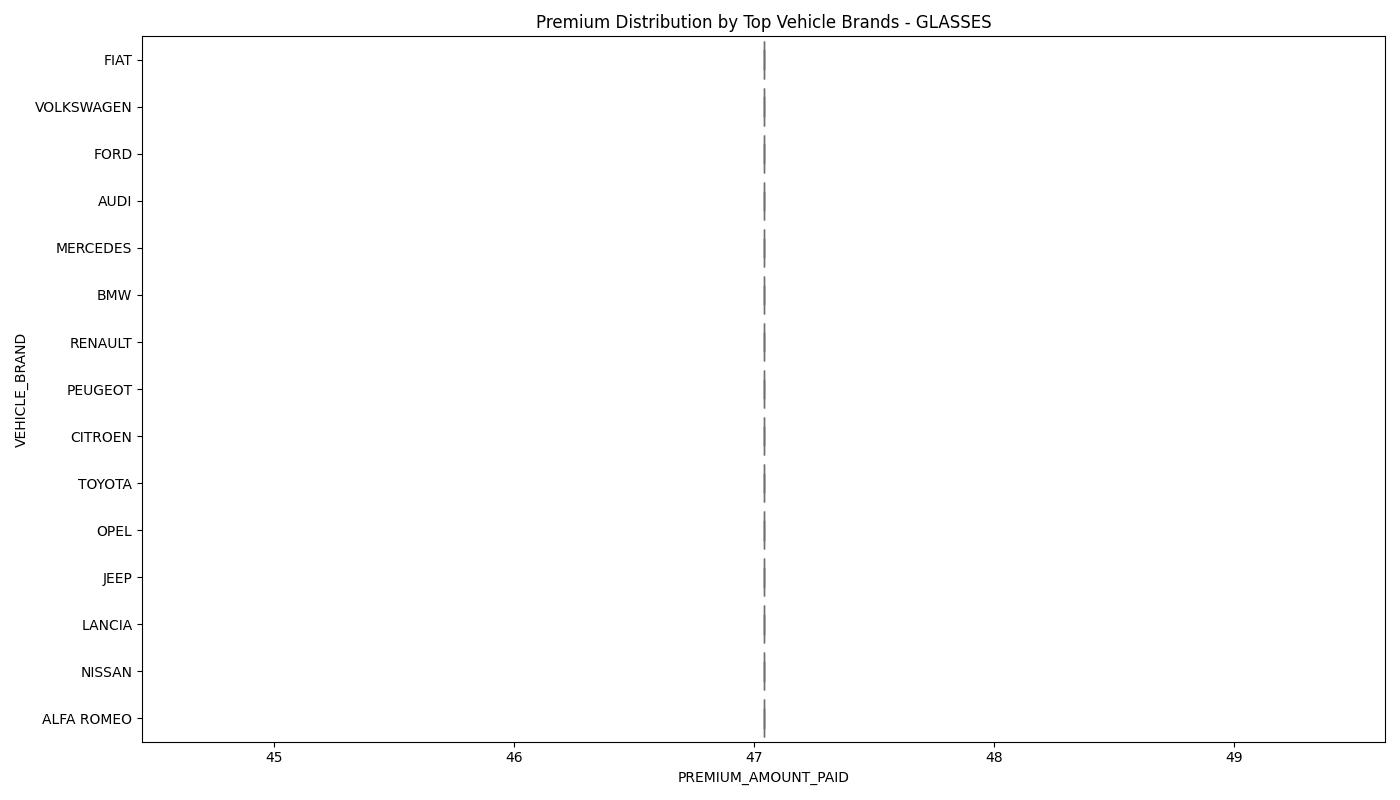 Premium Distribution by Top Vehicle Brands - GLASSES
VEHICLE_BRAND
FIAT
VOLKSWAGEN
FORD
AUDI
MERCEDES
BMW
RENAULT
PEUGEOT
CITROEN
TOYOTA
OPEL
JEEP
LANCIA
NISSAN
ALFA ROMEO
45 46 47 48 49
PREMIUM_AMOUNT_PAID